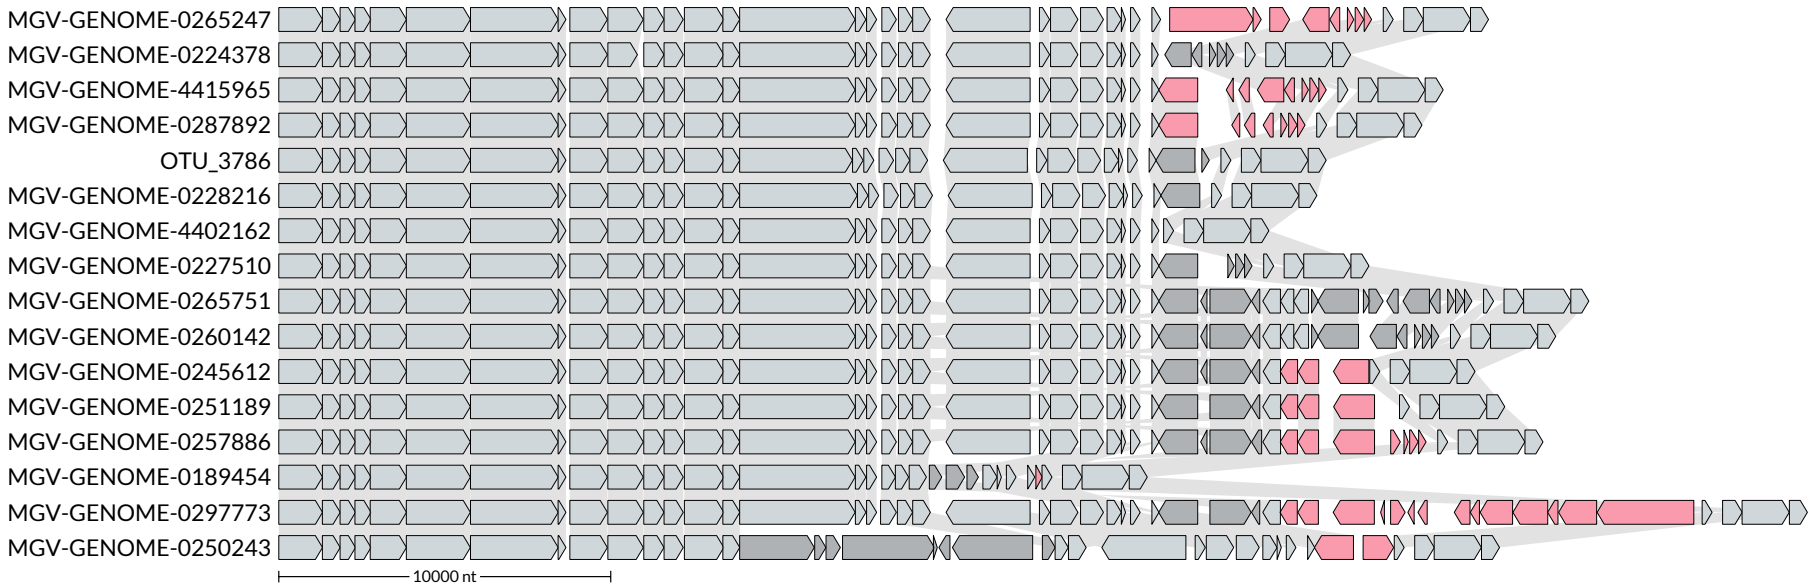 MGV-GENOME-0265247
MGV-GENOME-0224378
MGV-GENOME-4415965
MGV-GENOME-0287892
OTU_3786
MGV-GENOME-0228216
MGV-GENOME-4402162
MGV-GENOME-0227510
MGV-GENOME-0265751
MGV-GENOME-0260142
MGV-GENOME-0245612
MGV-GENOME-0251189
MGV-GENOME-0257886
MGV-GENOME-0189454
MGV-GENOME-0297773
MGV-GENOME-0250243
10000 nt